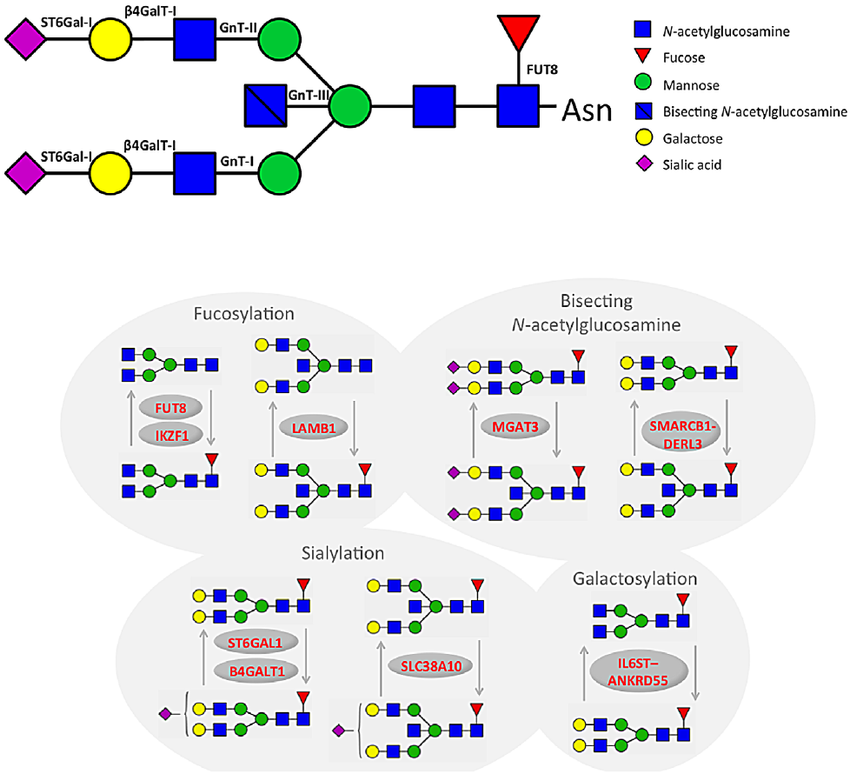 ST6Gal-I
β4GalT-I
GnT-II
GnT-III
FUT8
Asn
ST6Gal-I
β4GalT-I
GnT-I
N-acetylglucosamine
Fucose
Mannose
Bisecting N-acetylglucosamine
Galactose
Sialic acid
Fucosylation
FUT8
IKZF1
LAMB1
Bisecting
N-acetylglucosamine
MGAT3
SMARCB1-
DERL3
Sialylation
ST6GAL1
B4GALT1
SLC38A10
Galactosylation
IL6ST–
ANKRD55